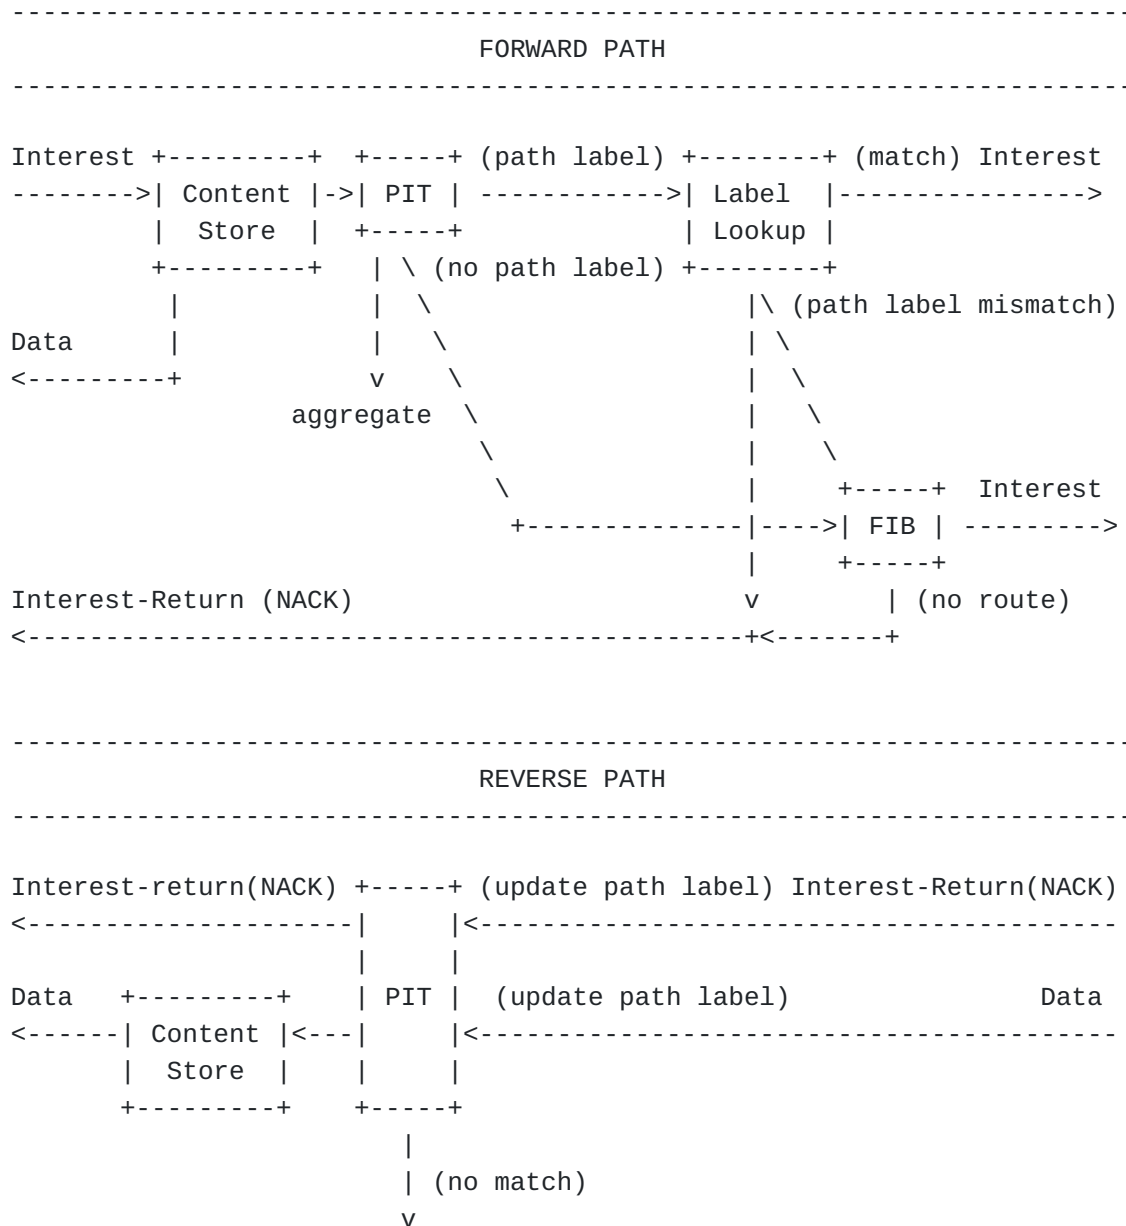 -----------------------------------------------------------------------
                              FORWARD PATH
-----------------------------------------------------------------------

Interest +---------+  +-----+ (path label) +--------+ (match) Interest
-------->| Content |->| PIT | ------------>| Label  |---------------->
         |  Store  |  +-----+              | Lookup |
         +---------+   | \ (no path label) +--------+
          |            |  \                    |\ (path label mismatch)
Data      |            |   \                   | \
<---------+            v    \                  |  \
                  aggregate  \                 |   \
                              \                |    \
                               \               |     +-----+  Interest
                                +--------------|---->| FIB | --------->
                                               |     +-----+
Interest-Return (NACK)                         v        | (no route)
<----------------------------------------------+<-------+


-----------------------------------------------------------------------
                              REVERSE PATH
-----------------------------------------------------------------------

Interest-return(NACK) +-----+ (update path label) Interest-Return(NACK)
<---------------------|     |<-----------------------------------------
                      |     |
Data   +---------+    | PIT |  (update path label)                Data
<------| Content |<---|     |<-----------------------------------------
       |  Store  |    |     |
       +---------+    +-----+
                         |
                         | (no match)
                         v